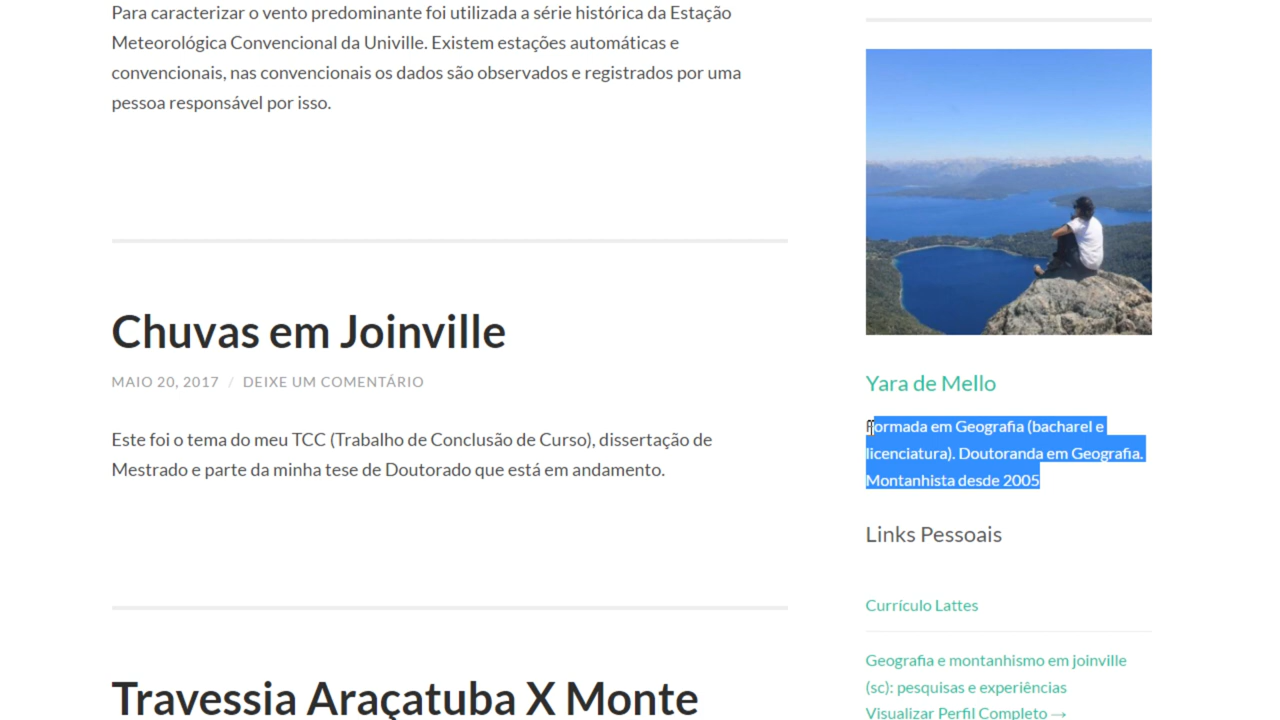 Para caracterizar o vento predominante foi utilizada a série histórica da Estação
Meteorológica Convencional da Univille. Existem estações automáticas e
convencionais, nas convencionais os dados são observados e registrados por uma
pessoa responsável por isso.
Chuvas em Joinville
MAIO 20, 2017 / DEIXE UM COMENTÁRIO
Este foi o tema do meu TCC (Trabalho de Conclusão de Curso), dissertação de
Mestrado e parte da minha tese de Doutorado que está em andamento.
Travessia Araçatuba X Monte
Yara de Mello
Formada em Geografia (bacharel e
licenciatura). Doutoranda em Geografia.
Montanhista desde 2005
Links Pessoais
Currículo Lattes
Geografia e montanhismo em joinville
(sc): pesquisas e experiências
Visualizar Perfil Completo →